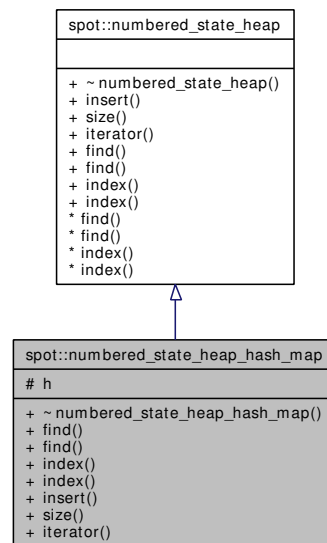 spot::numbered_state_heap
+ ~numbered_state_heap()
+ insert()
+ size()
+ iterator()
+ find()
+ find()
+ index()
+ index()
* find()
* find()
* index()
* index()
spot::numbered_state_heap_hash_map
# h
+ ~numbered_state_heap_hash_map()
+ find()
+ find()
+ index()
+ index()
+ insert()
+ size()
+ iterator()